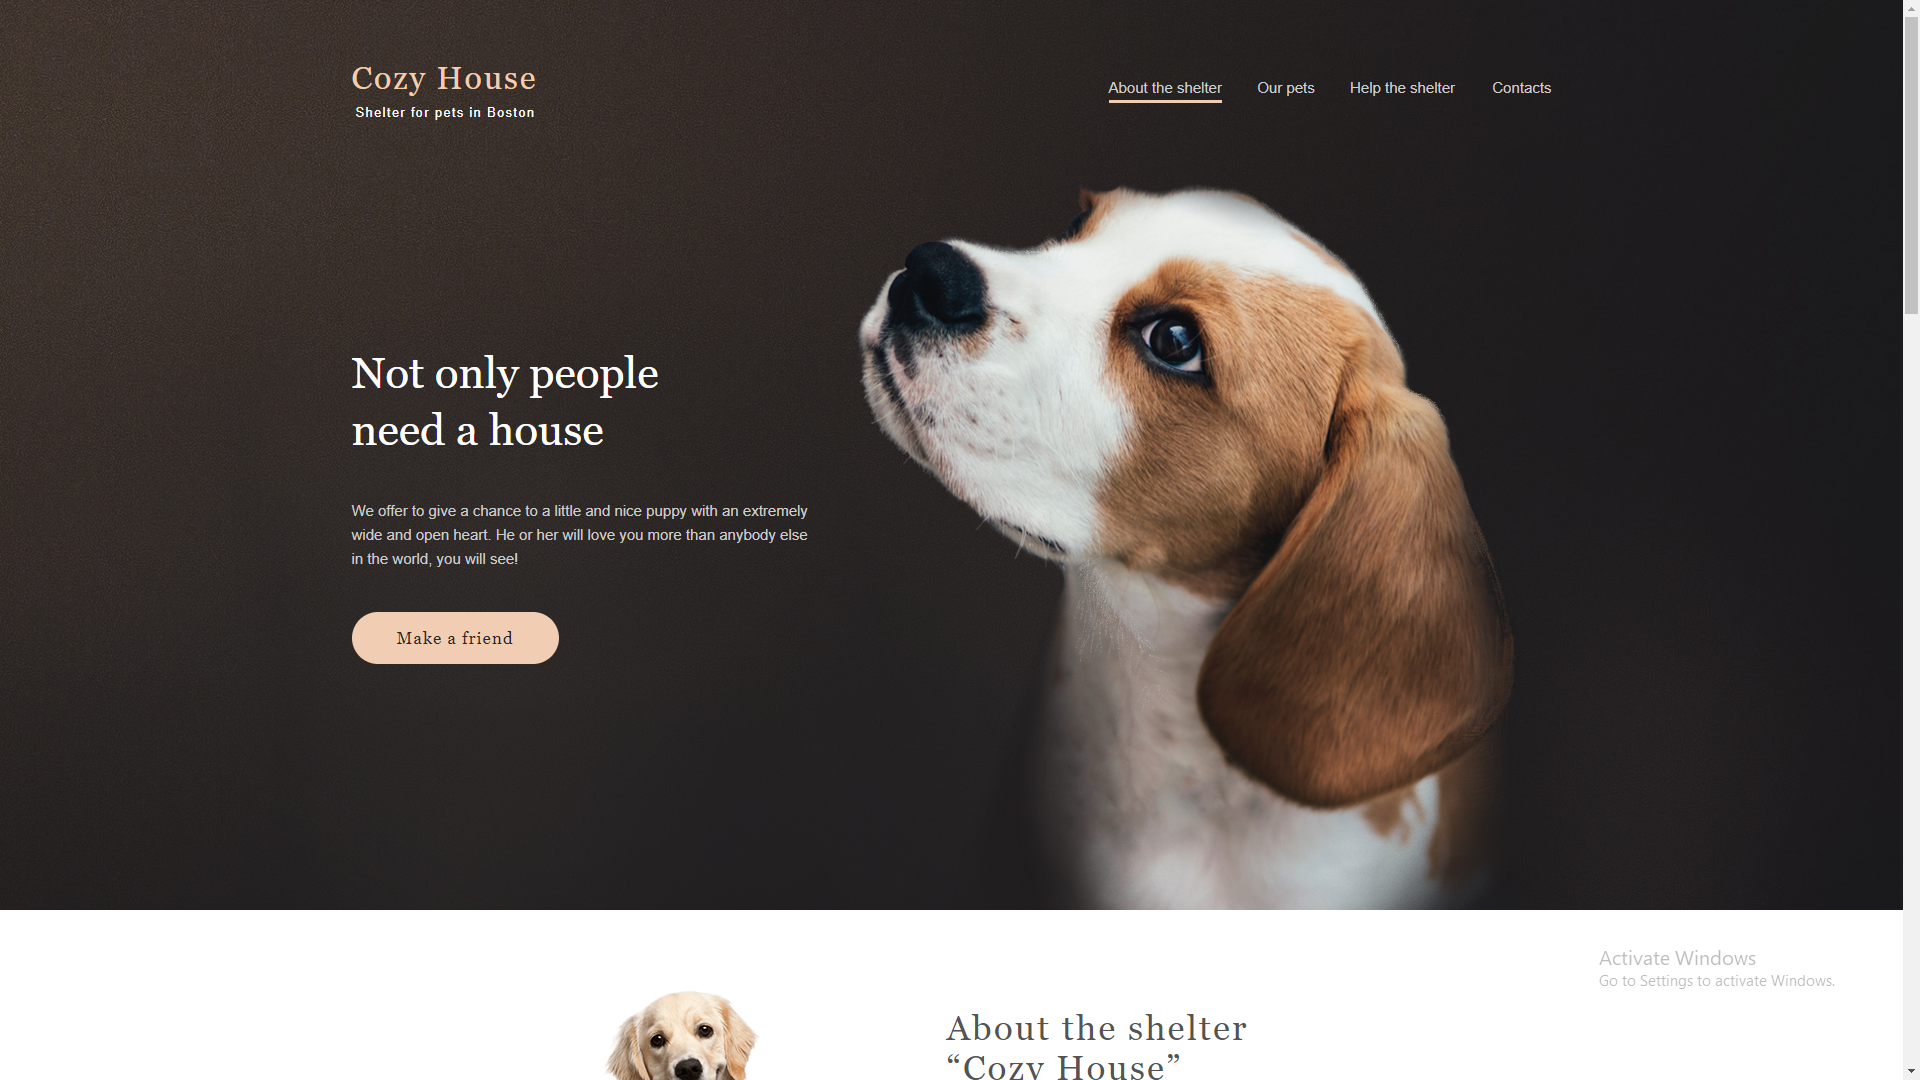 Cozy House
Shelter for pets in Boston
About the shelter
Our pets
Help the shelter
Contacts
Not only people
need a house
We offer to give a chance to a little and nice puppy with an extremely
wide and open heart. He or her will love you more than anybody else
in the world, you will see!
Make a friend
Activate Windows
Go to Settings to activate Windows.
About the shelter
“Cozy House”